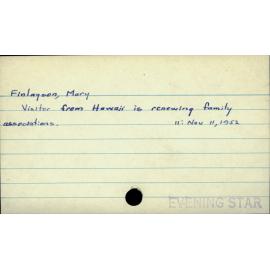 Finlayson, Mary
Visitor from Hawaii is renewing family
associations. 11: Nov 11, 1952
EVENING STAR